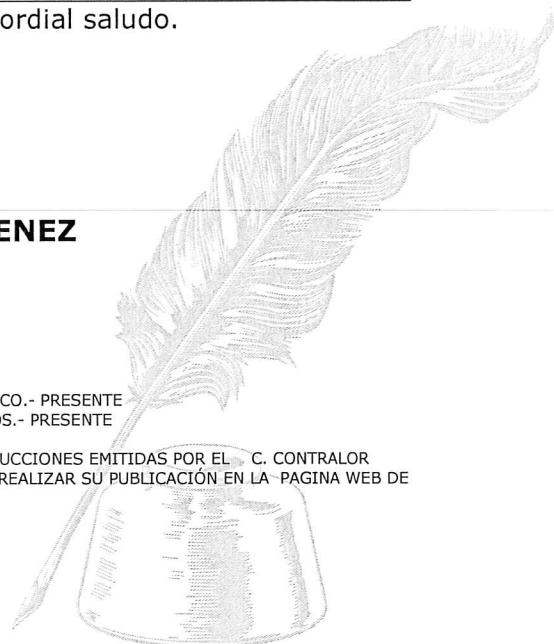 ordial saludo.
ENEZ
CO.- PRESENTE
OS.- PRESENTE
UCCIONES EMITIDAS POR EL C. CONTRALOR
REALIZAR SU PUBLICACIÓN EN LA PAGINA WEB DE